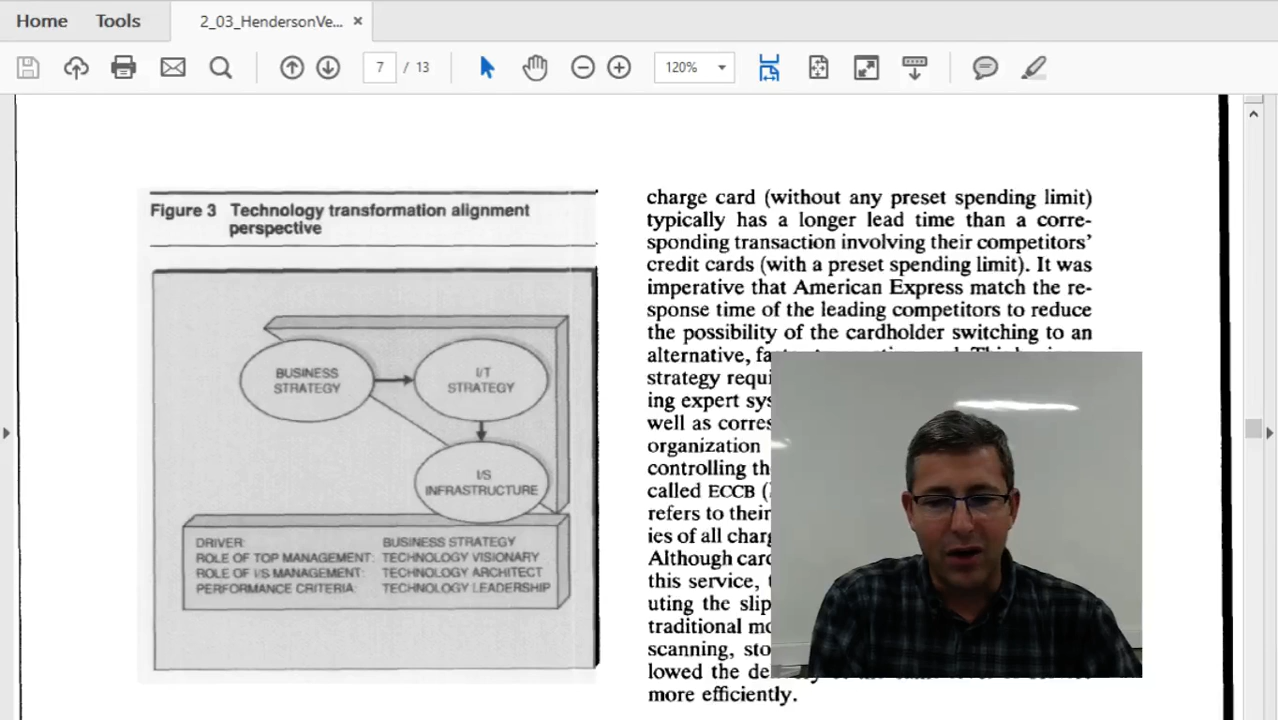 Home Tools 2_03_HendersonVe... ×
7 / 13 120%
Figure 3 Technology transformation alignment
perspective
BUSINESS
STRATEGY
I/T
STRATEGY
I/S
INFRASTRUCTURE
DRIVER: BUSINESS STRATEGY
ROLE OF TOP MANAGEMENT: TECHNOLOGY VISIONARY
ROLE OF I/S MANAGEMENT: TECHNOLOGY ARCHITECT
PERFORMANCE CRITERIA: TECHNOLOGY LEADERSHIP
charge card (without any preset spending limit)
typically has a longer lead time than a corre-
sponding transaction involving their competitors'
credit cards (with a preset spending limit). It was
imperative that American Express match the re-
sponse time of the leading competitors to reduce
the possibility of the cardholder switching to an
alternative,
strategy
ing expert
well as
organization
controlling
called ECCB
refers to their
ies of all
Although
this service,
uting the slip
traditional
scanning,
lowed the
more efficiently.